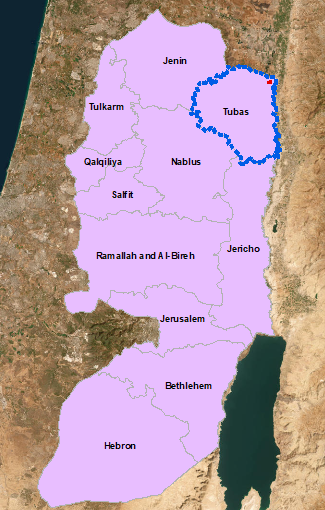 Jenin
Tulkarm
Tubas
Qalqiliya
Nablus
Salfit
Jericho
Ramallah and Al-Bireh
Jerusalem
Bethlehem
Hebron